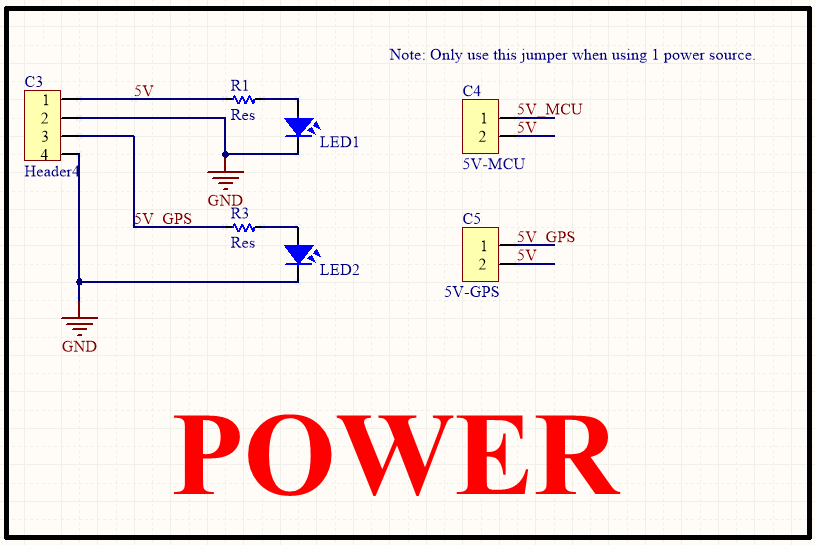 Note: Only use this jumper when using 1 power source.
C3
1
2
3
4
Header4
5V
R1
Res
LED1
GND
5V_GPS
R3
Res
LED2
GND
C4
1
2
5V_MCU
5V
5V-MCU
C5
1
2
5V_GPS
5V
5V-GPS
POWER